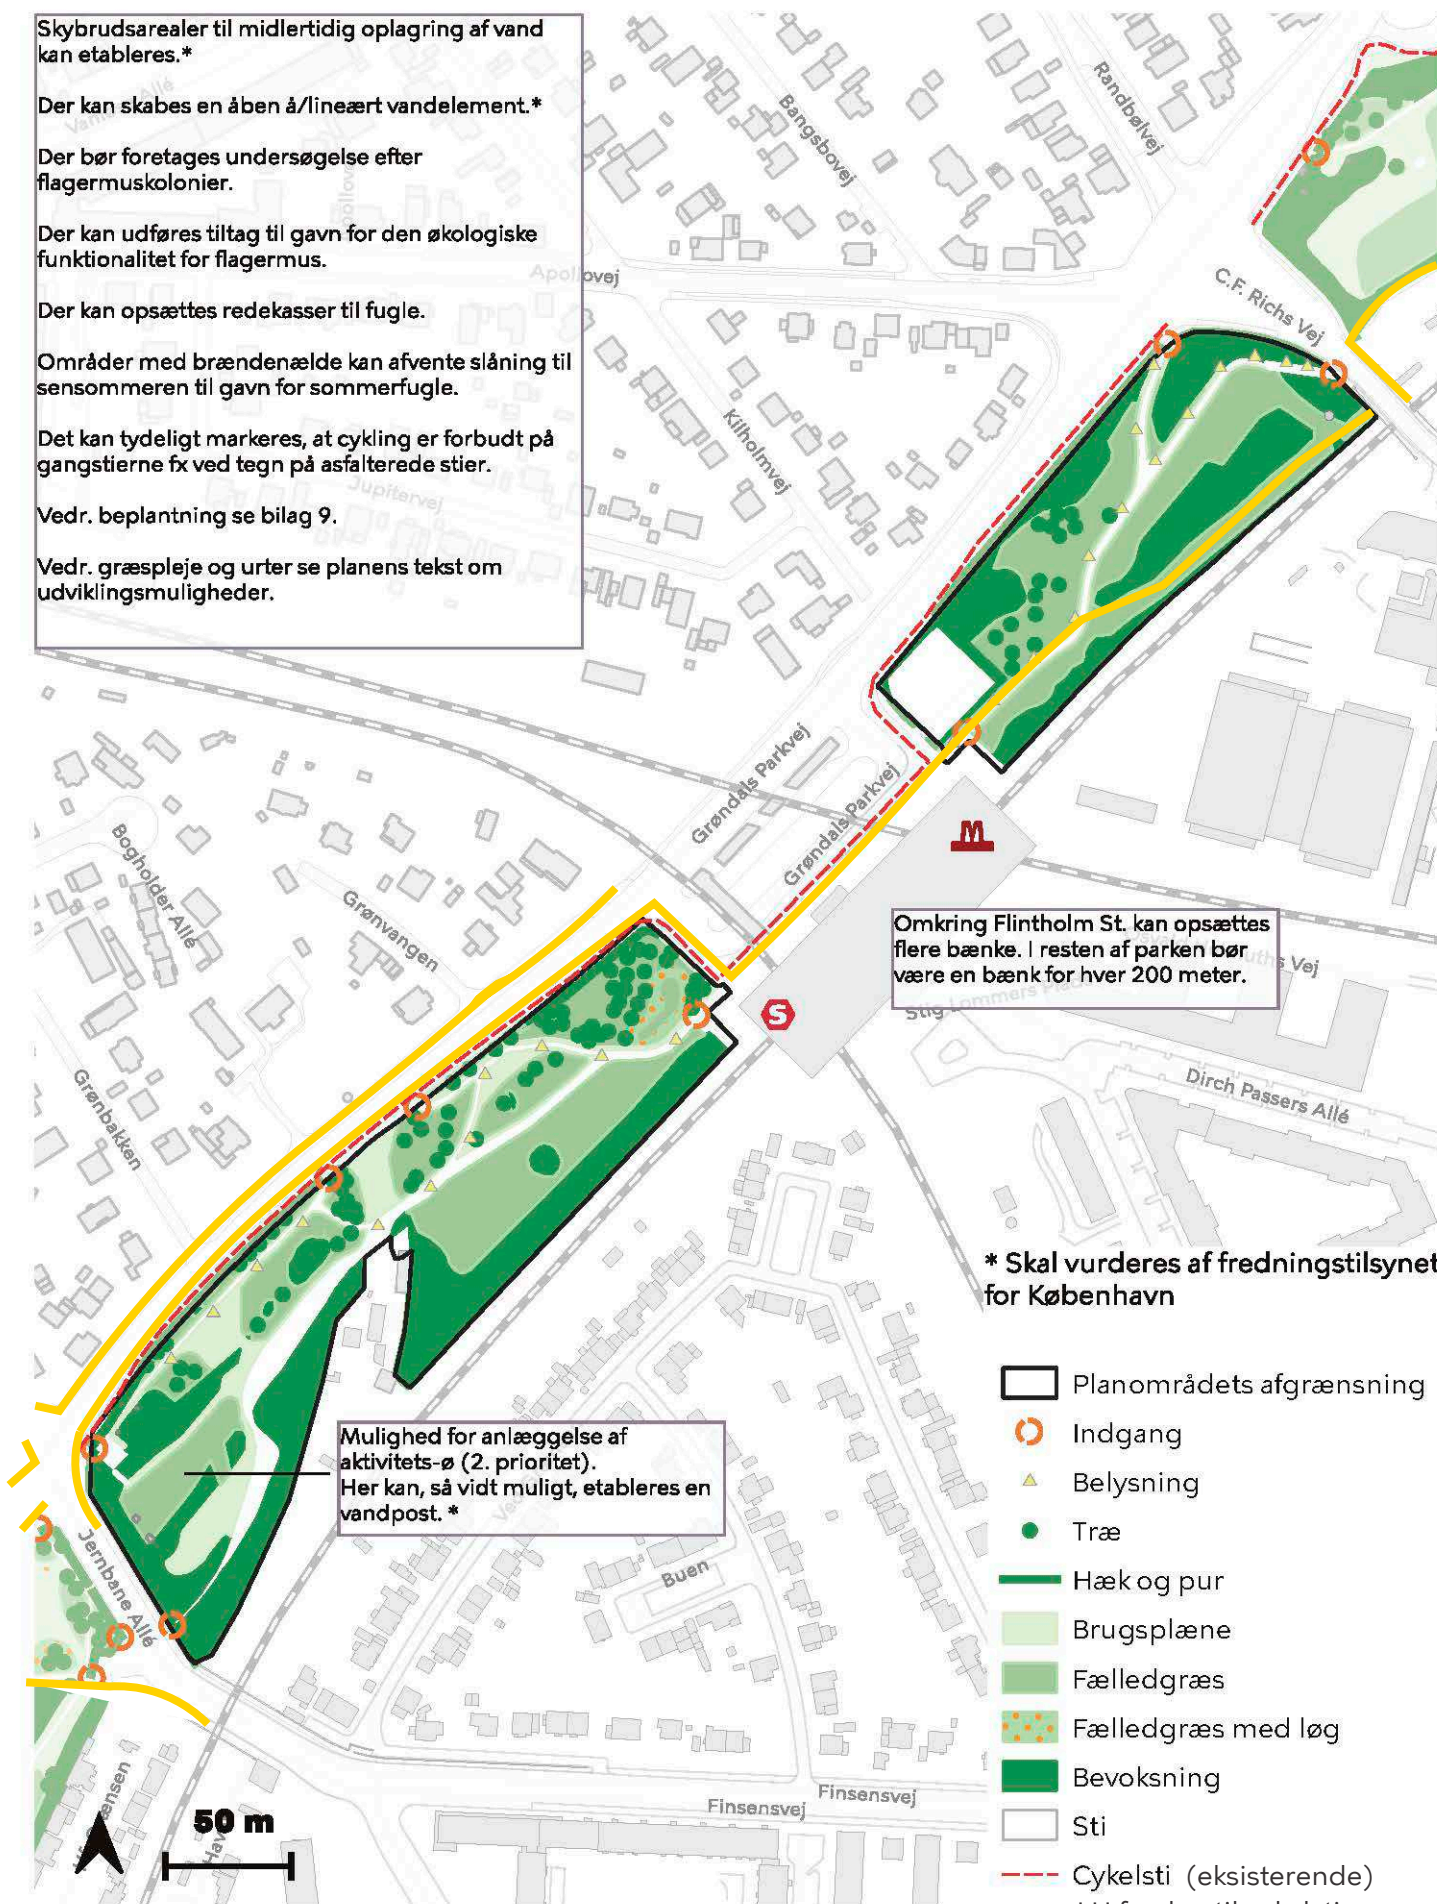 Skybrudsarealer til midlertidig oplagring af vand
kan etableres.*
Der kan skabes en åben å/lineært vandelement.*
Der bør foretages undersøgelse efter
flagermuskolonier.
Der kan udføres tiltag til gavn for den økologiske
funktionalitet for flagermus.
Der kan opsættes redekasser til fugle.
Områder med brændenælde kan afvente slåning til
sensommeren til gavn for sommerfugle.
Det kan tydeligt markeres, at cykling er forbudt på
gangstierne fx ved tegn på asfalterede stier.
Vedr. beplantning se bilag 9.
Vedr. græspleje og urter se planens tekst om
udviklingsmuligheder.
Apollovej
Jupitervej
Bangsbovej
Randbølvej
C.F. Richs Vej
Kilholmvej
Grøndals Parkvej
Grøndals Parkvej
M
Bogholder Allé
Grønvangen
Grønbakken
Omkring Flintholm St. kan opsættes
flere bænke. I resten af parken bør
være en bænk for hver 200 meter.
Vej
Stig Lommers
S
Dirch Passers Allé
* Skal vurderes af fredningstilsynet
for København
Mulighed for anlæggelse af
aktivitets-ø (2. prioritet).
Her kan, så vidt muligt, etableres en
vandpost. *
Jernbane Allé
Buen
Finsensvej
Finsensvej
50 m
Planområdets afgrænsning
Indgang
Belysning
Træ
Hæk og pur
Brugsplæne
Fælledgræs
Fælledgræs med løg
Bevoksning
Sti
Cykelsti (eksisterende)